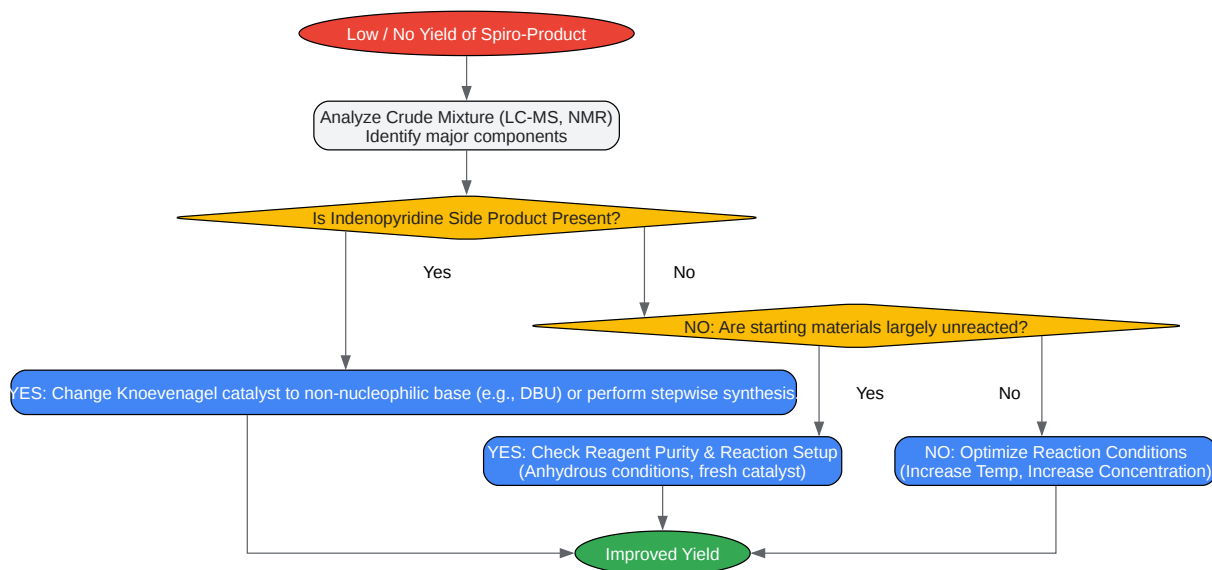 Low / No Yield of Spiro-Product
Analyze Crude Mixture (LC-MS, NMR)
Identify major components
Is Indenopyridine Side Product Present?
Yes
No
NO: Are starting materials largely unreacted?
YES: Change Knoevenagel catalyst to non-nucleophilic base (e.g., DBU) or perform stepwise synthesis.
Yes
No
YES: Check Reagent Purity & Reaction Setup
(Anhydrous conditions, fresh catalyst)
NO: Optimize Reaction Conditions
(Increase Temp, Increase Concentration)
Improved Yield